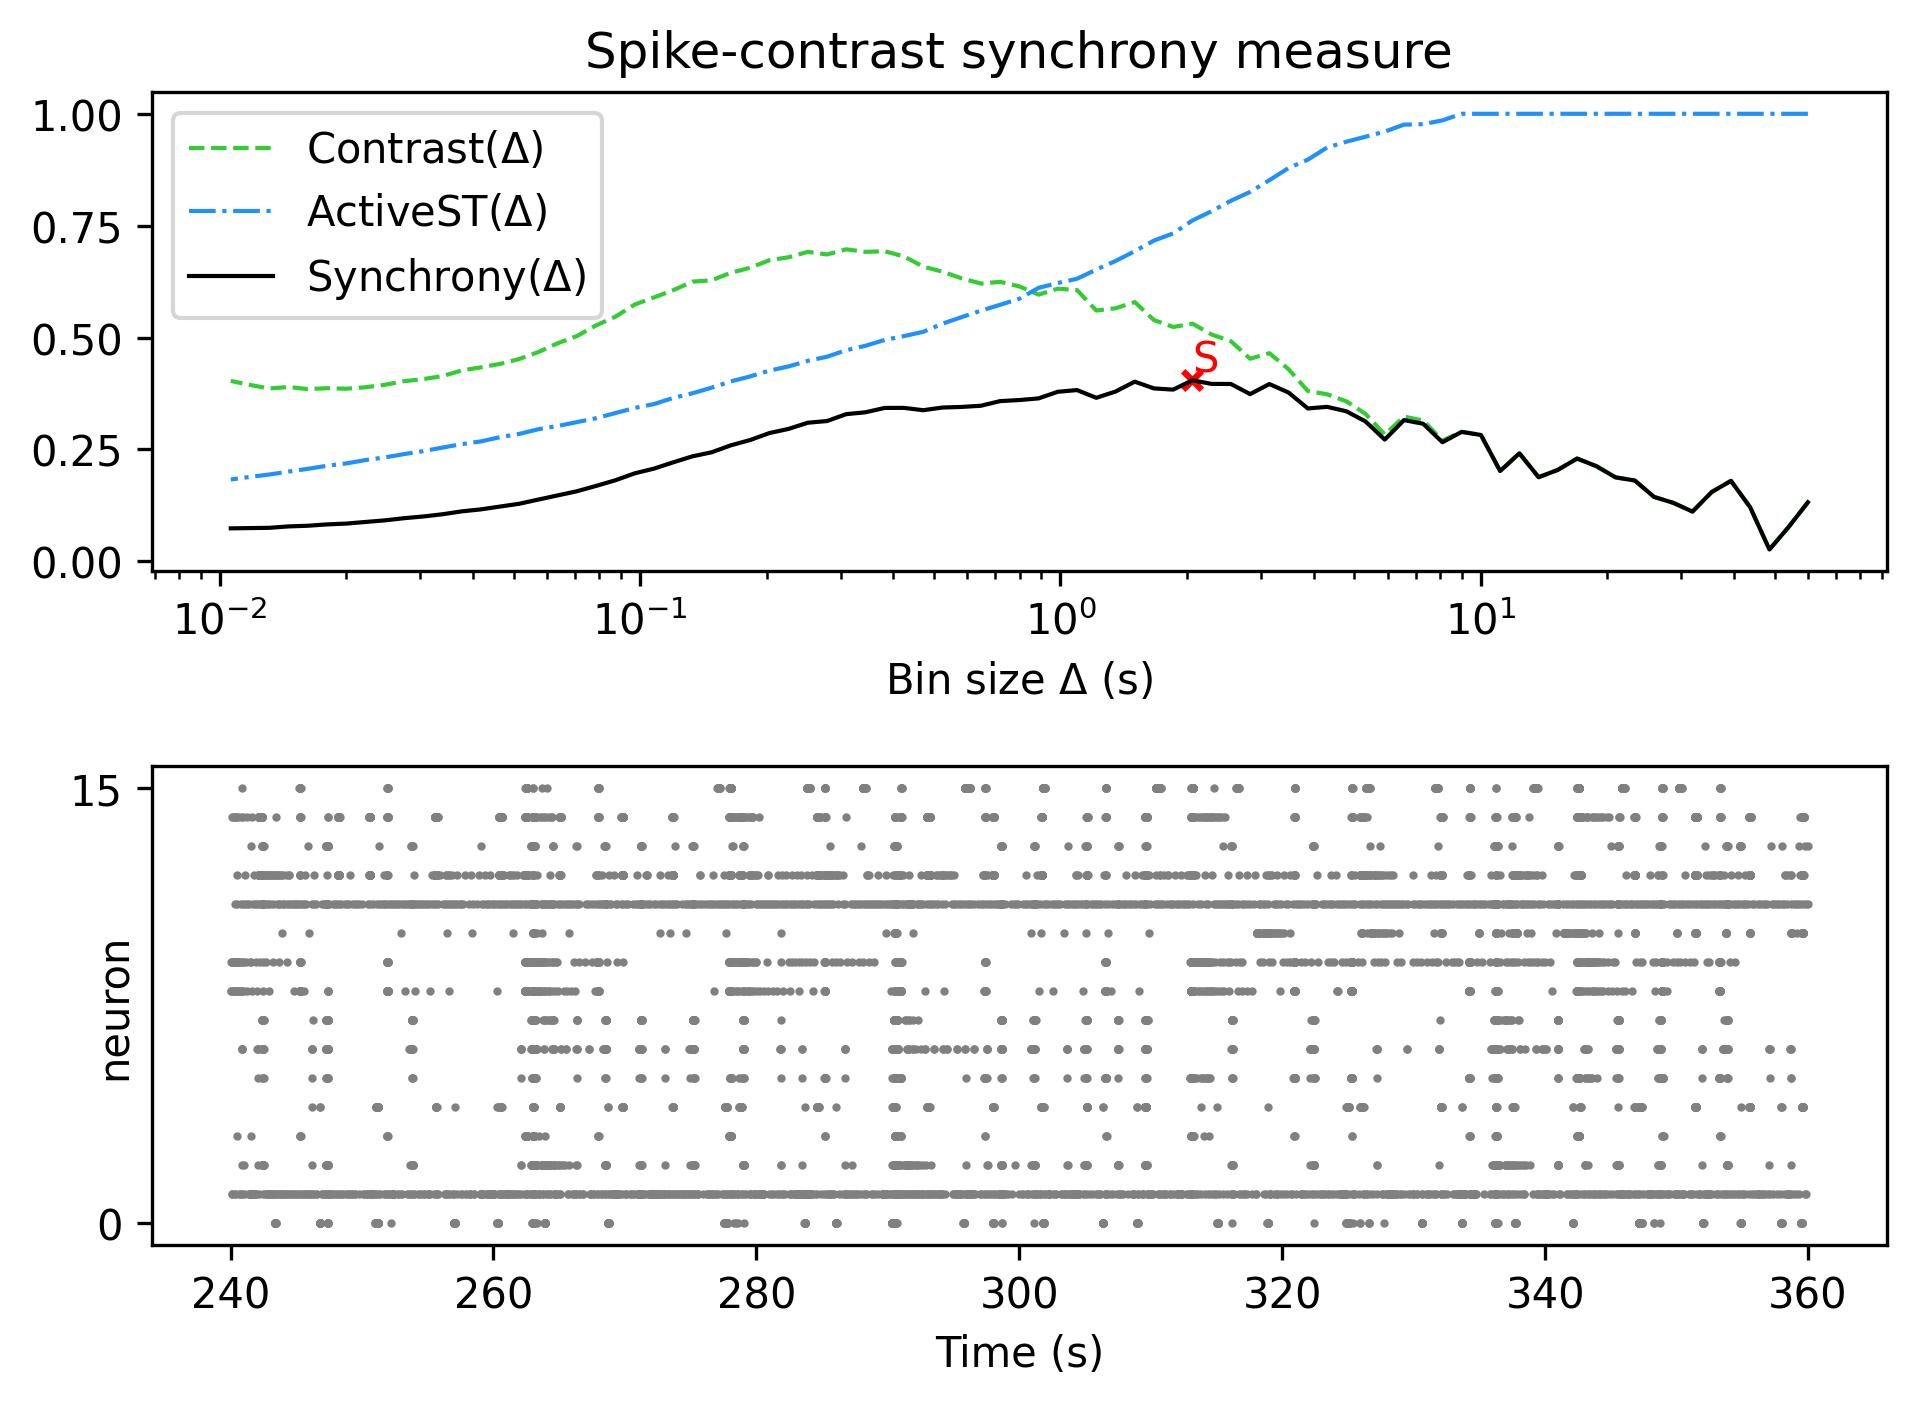 Spike-contrast synchrony measure
1.00
0.75
0.50
0.25
0.00
Contrast(Δ)
ActiveST(Δ)
Synchrony(Δ)
S
10⁻² 10⁻¹ 10⁰ 10¹
Bin size Δ (s)
15
0
neuron
240 260 280 300 320 340 360
Time (s)